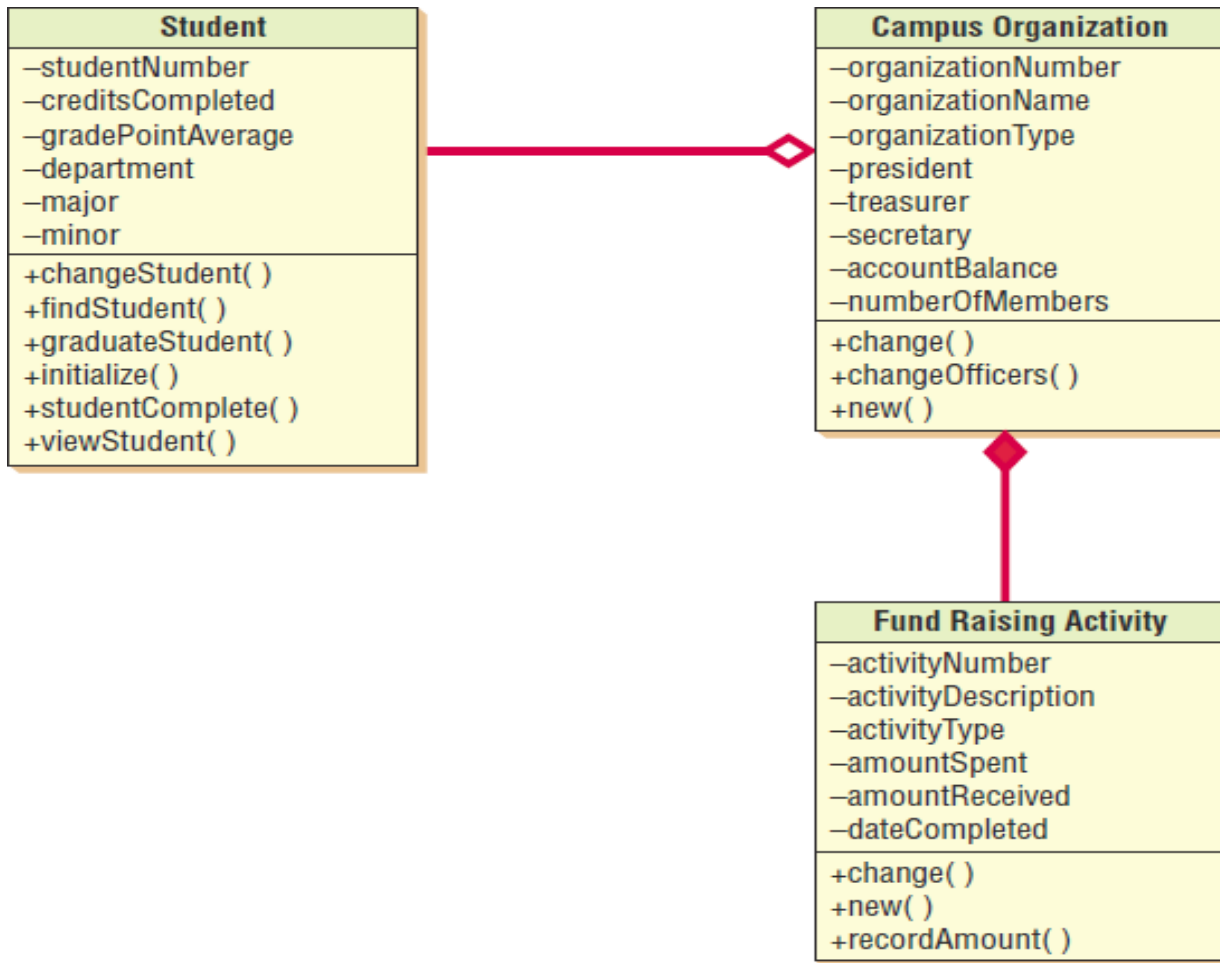 Student
–studentNumber
–creditsCompleted
–gradePointAverage
–department
–major
–minor
+changeStudent( )
+findStudent( )
+graduateStudent( )
+initialize( )
+studentComplete( )
+viewStudent( )
Campus Organization
–organizationNumber
–organizationName
–organizationType
–president
–treasurer
–secretary
–accountBalance
–numberOfMembers
+change( )
+changeOfficers( )
+new( )
Fund Raising Activity
–activityNumber
–activityDescription
–activityType
–amountSpent
–amountReceived
–dateCompleted
+change( )
+new( )
+recordAmount( )